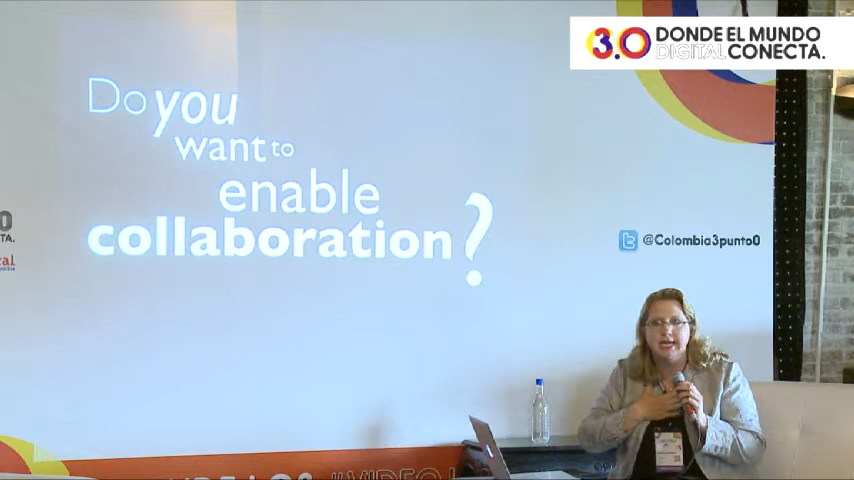 3.0 DONDE EL MUNDO
DIGITAL CONECTA.
Do you
want to
enable
collaboration?
@Colombia3punto0